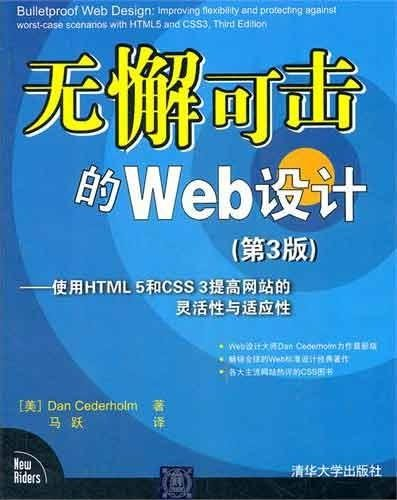 Bulletproof Web Design: Improving flexibility and protecting against
worst-case scenarios with HTML5 and CSS3, Third Edition
无懈可击
的Web设计
(第3版)
——使用HTML 5和CSS 3提高网站的
灵活性与适应性
•Web设计大师Dan Cederholm力作最新版
•畅销全球的Web标准设计经典著作
•各大主流网站热评的CSS图书
[美] Dan Cederholm 著
马 跃 译
New
Riders
清华大学出版社